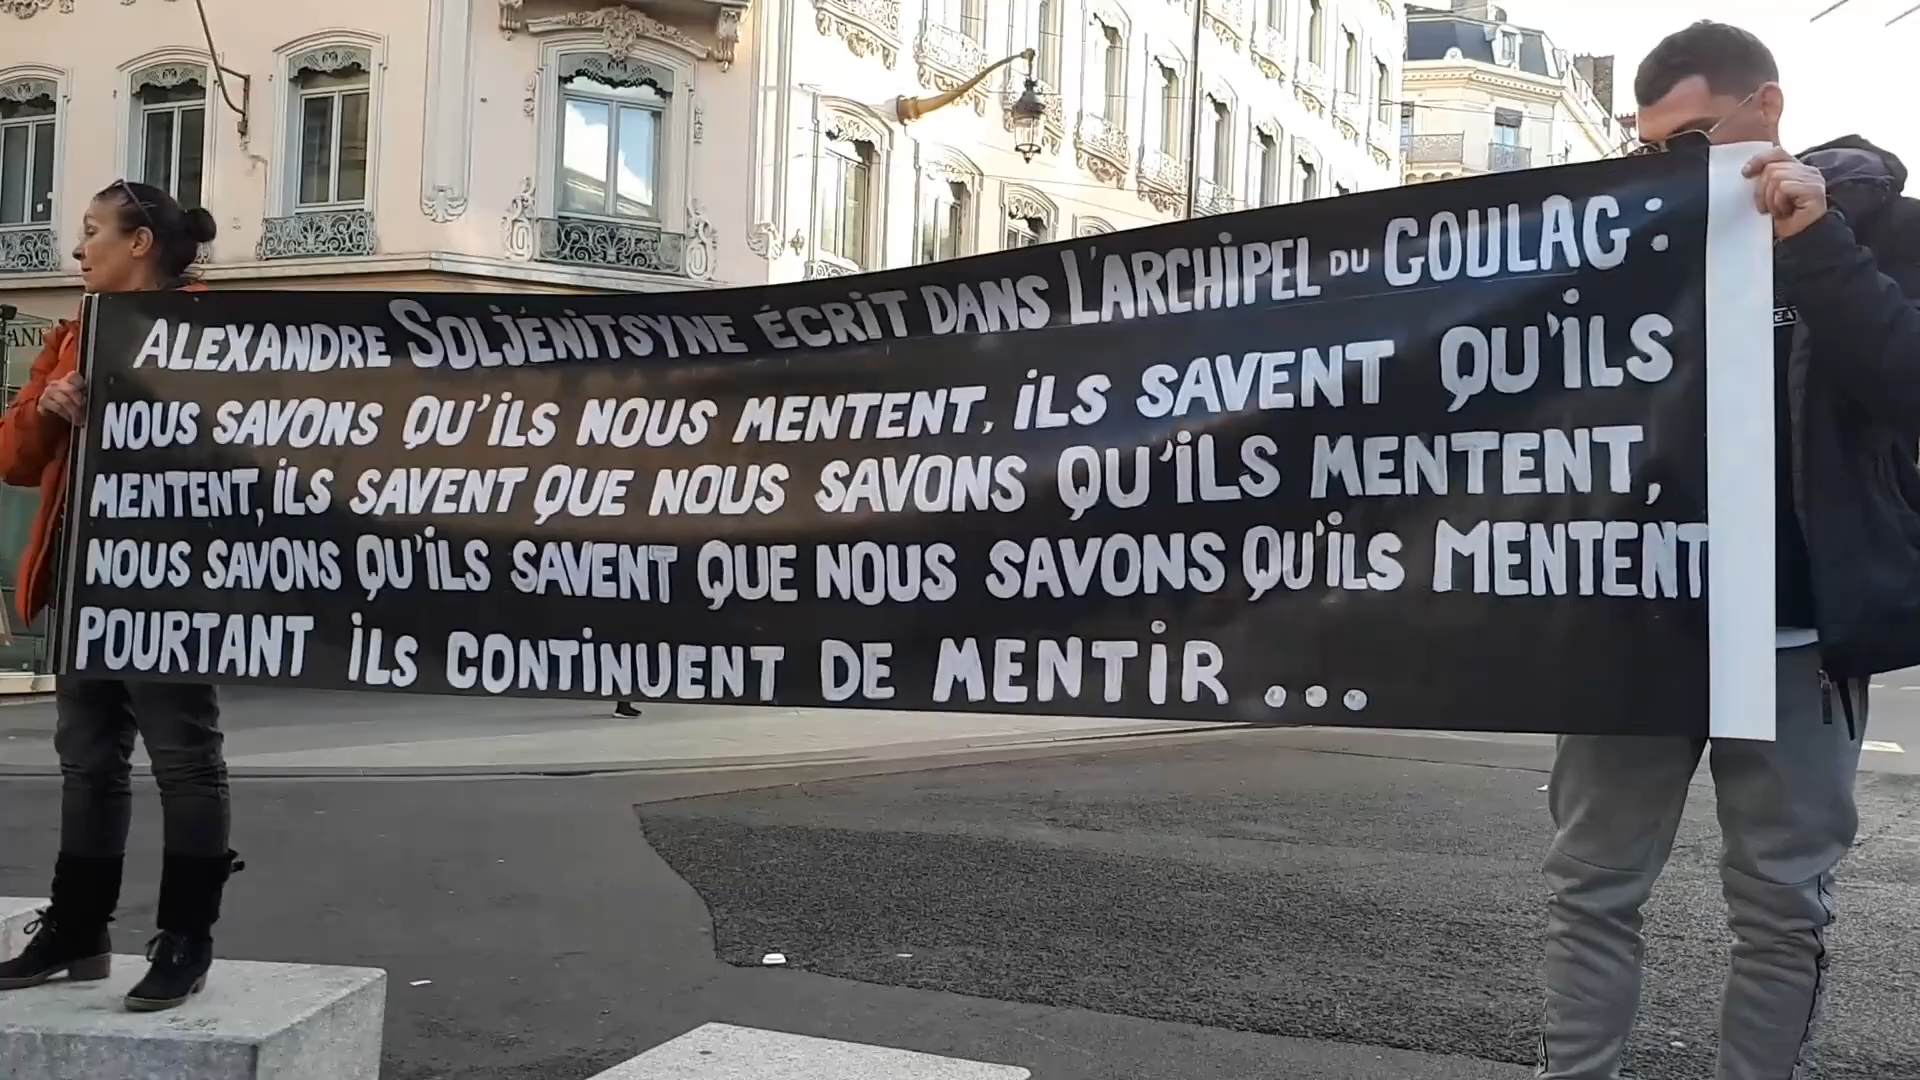 ALEXANDRE SOLJÉNITSYNE ÉCRIT DANS L'ARCHIPEL DU GOULAG :
NOUS SAVONS QU'ILS NOUS MENTENT, ILS SAVENT QU'ILS
MENTENT, ILS SAVENT QUE NOUS SAVONS QU'ILS MENTENT,
NOUS SAVONS QU'ILS SAVENT QUE NOUS SAVONS QU'ILS MENTENT
POURTANT ILS CONTINUENT DE MENTIR ...